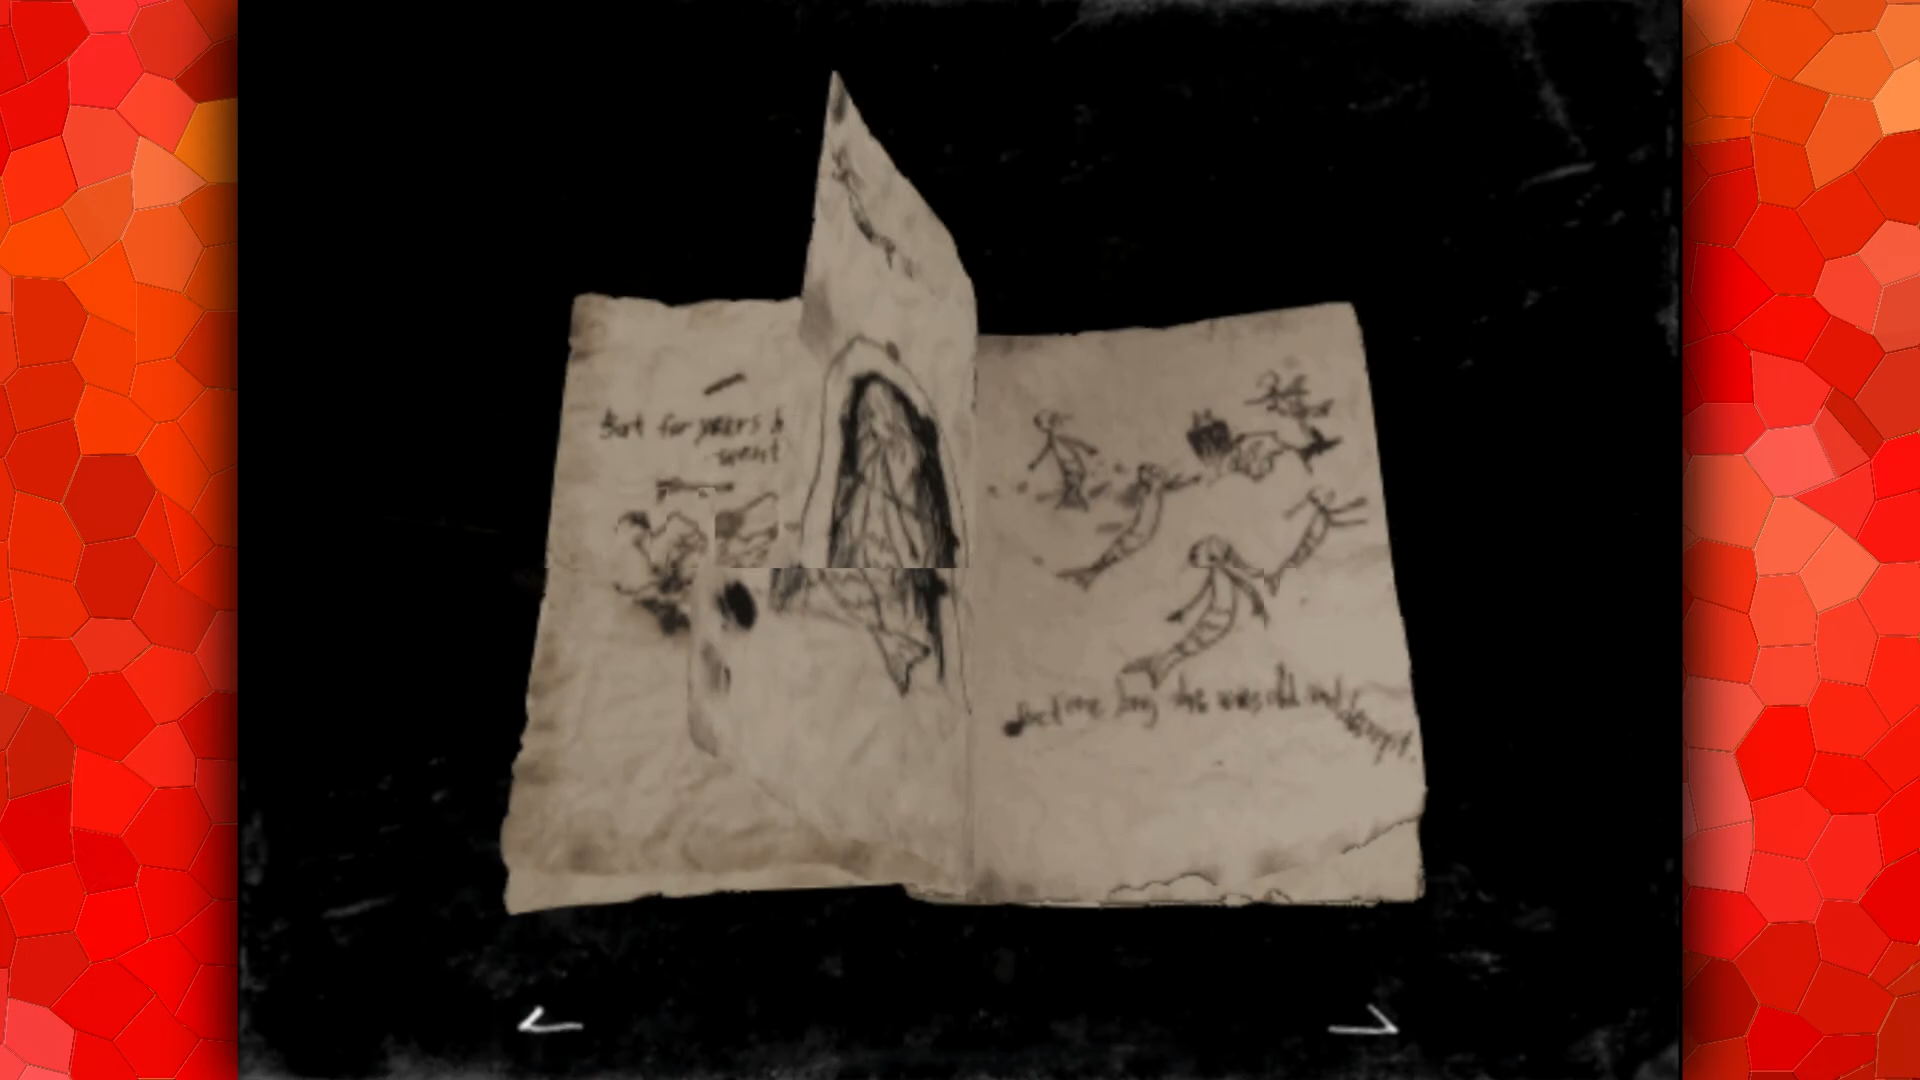 But for years
went
before long she was old and decrepit.